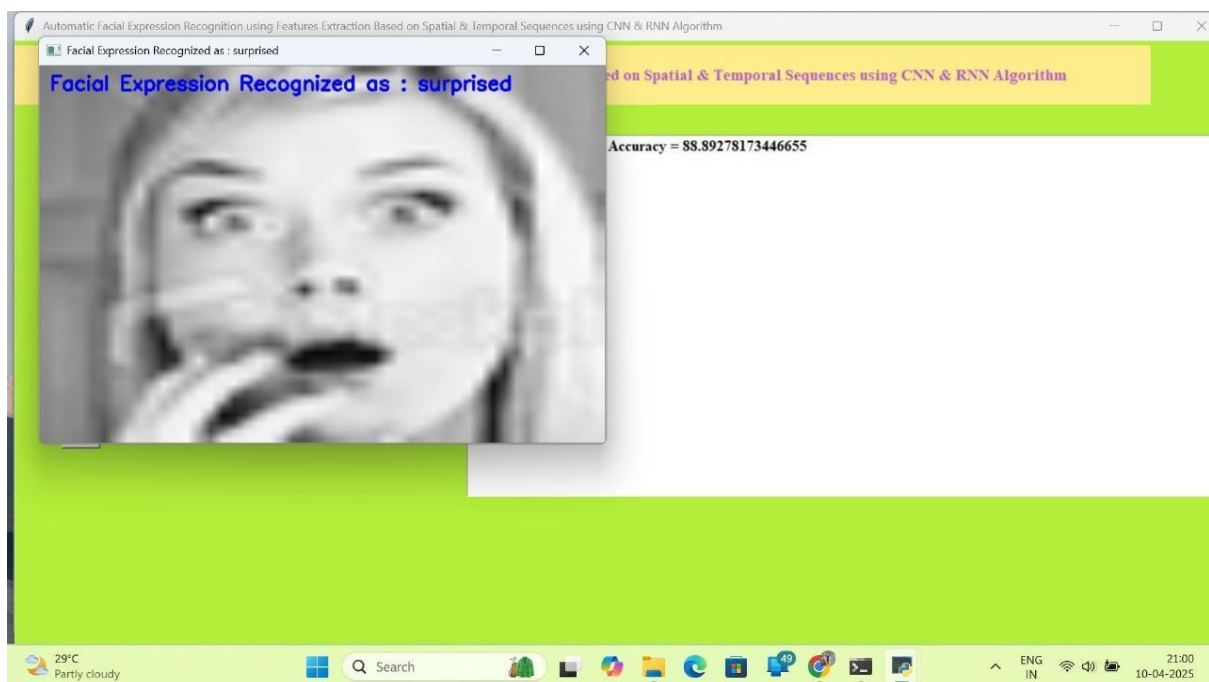 Automatic Facial Expression Recognition using Features Extraction Based on Spatial & Temporal Sequences using CNN & RNN Algorithm
Facial Expression Recognized as : surprised
ed on Spatial & Temporal Sequences using CNN & RNN Algorithm
Facial Expression Recognized as : surprised
Accuracy = 88.89278173446655
29°C
Partly cloudy
Search
49
ENG
IN
21:00
10-04-2025